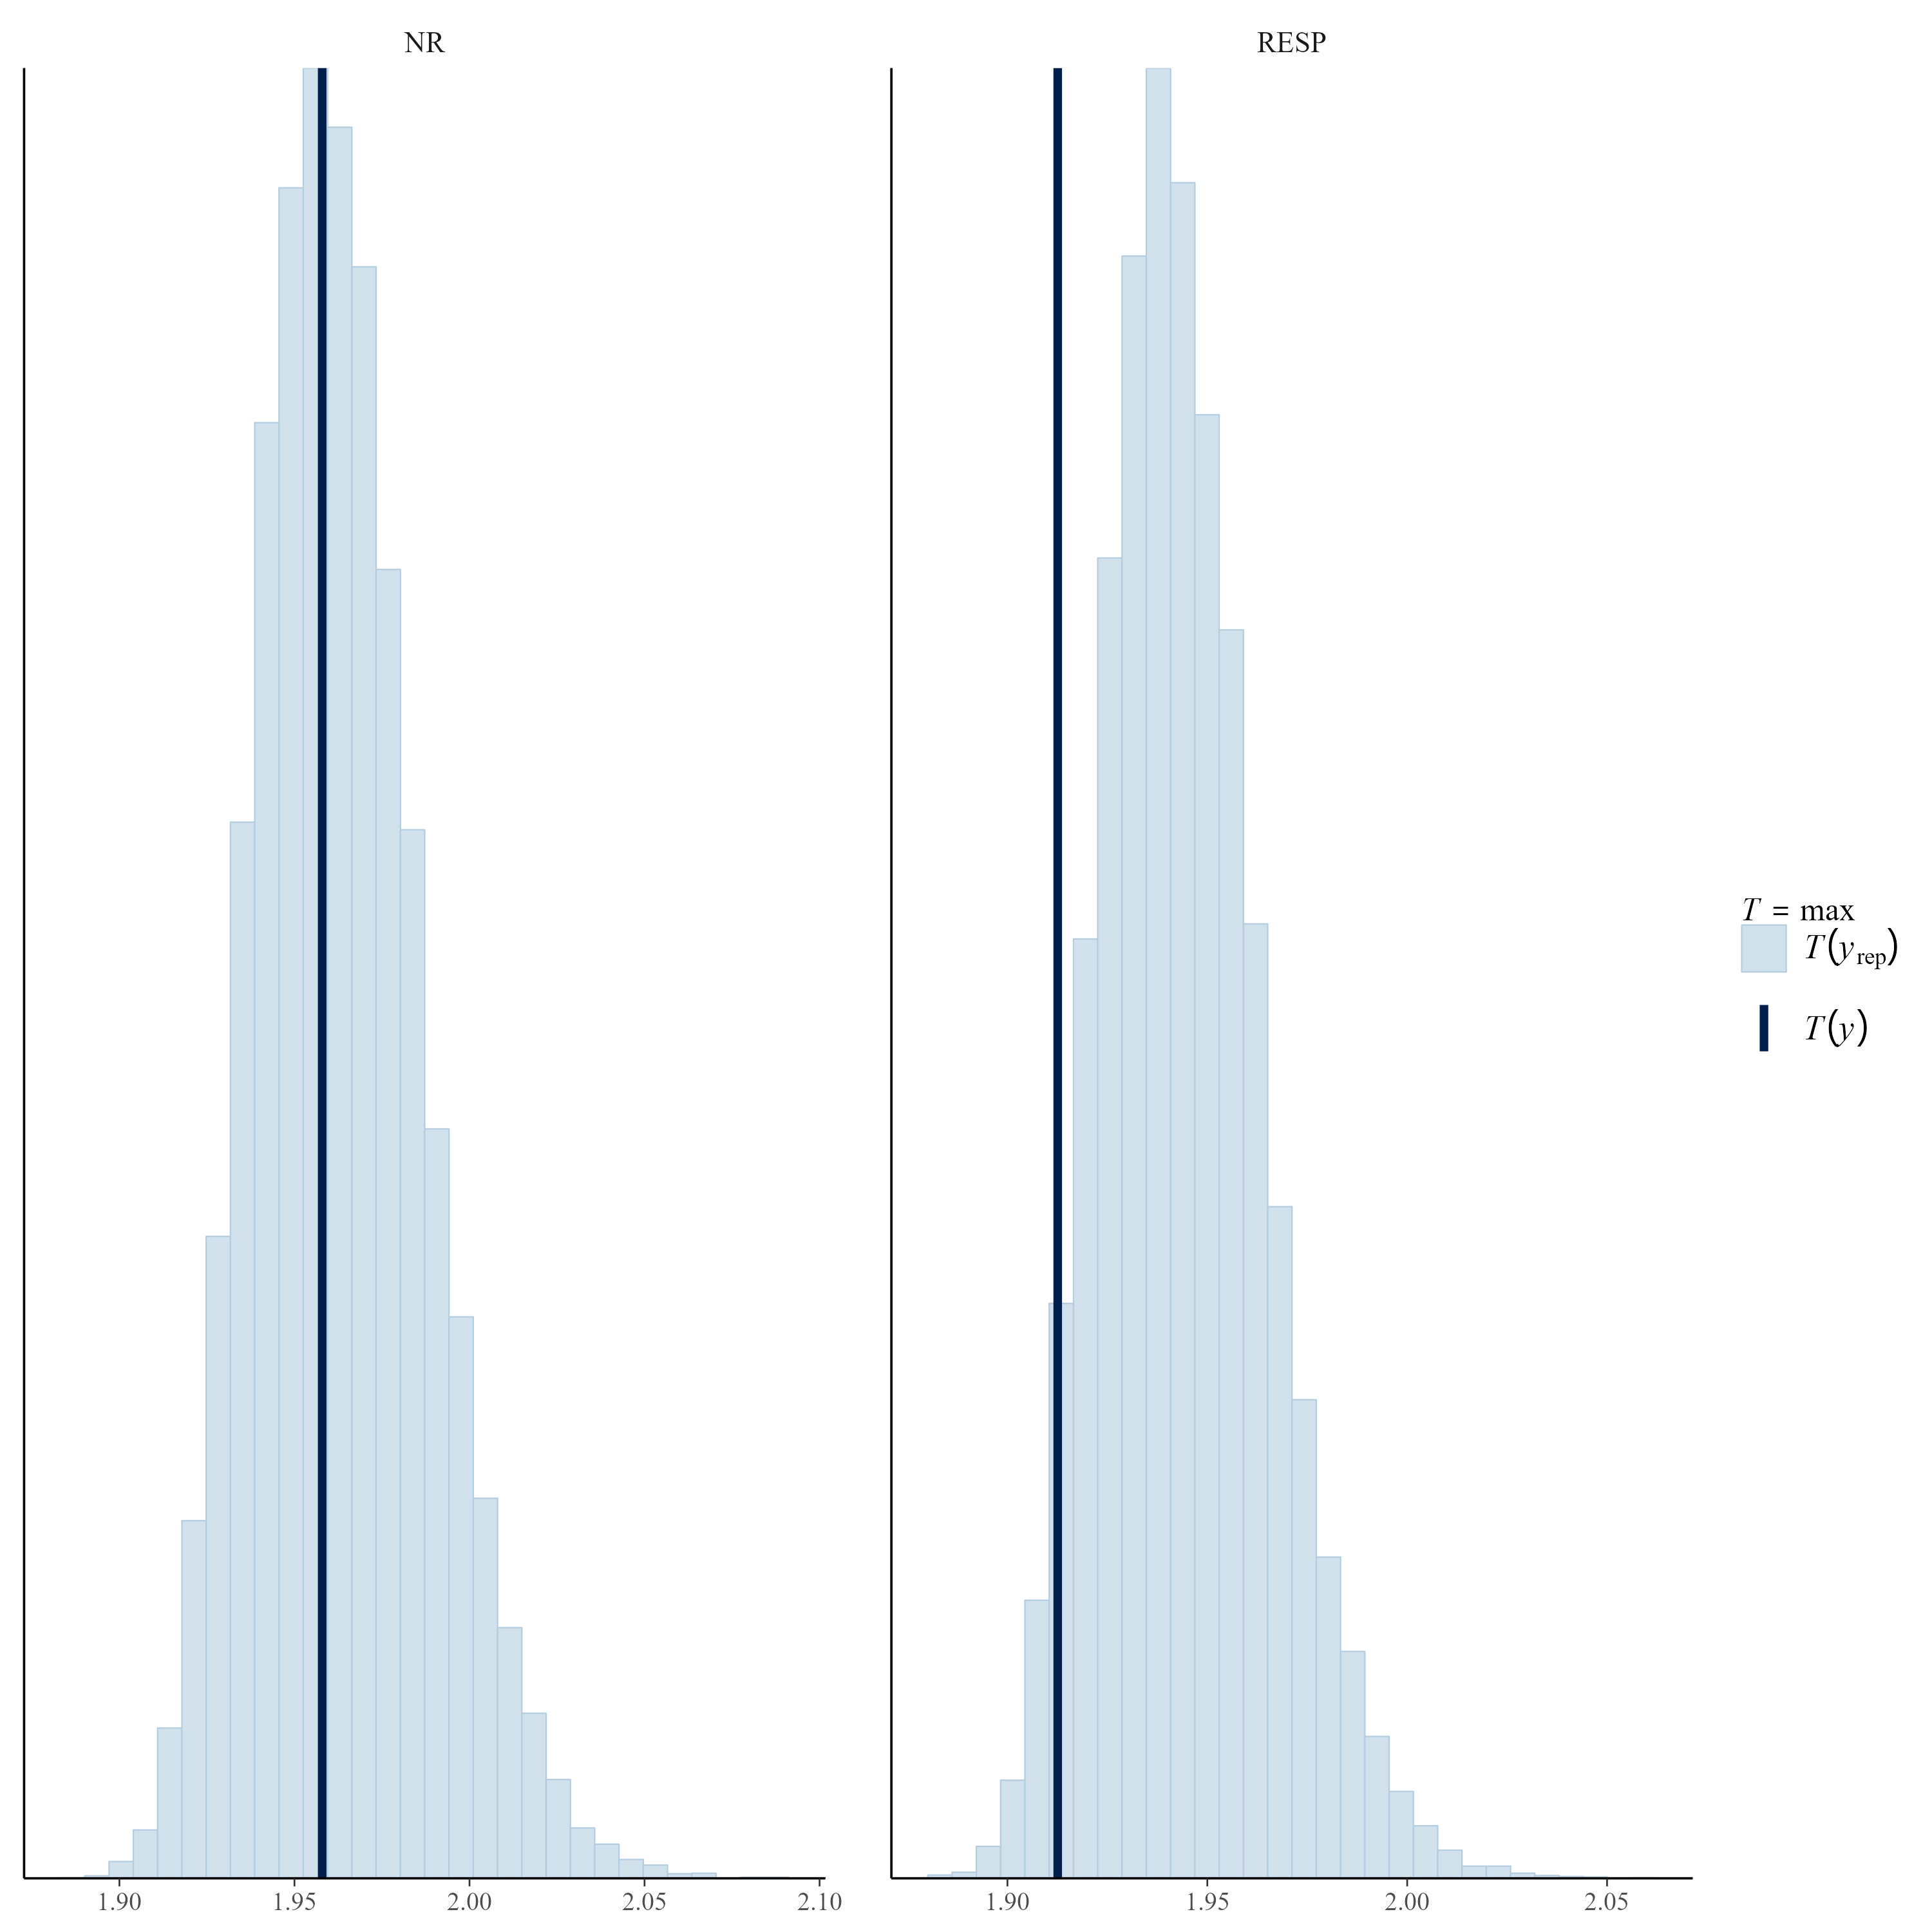 NR
RESP
T = max
T(yrep)
T(y)
1.90 1.95 2.00 2.05 2.10
1.90 1.95 2.00 2.05